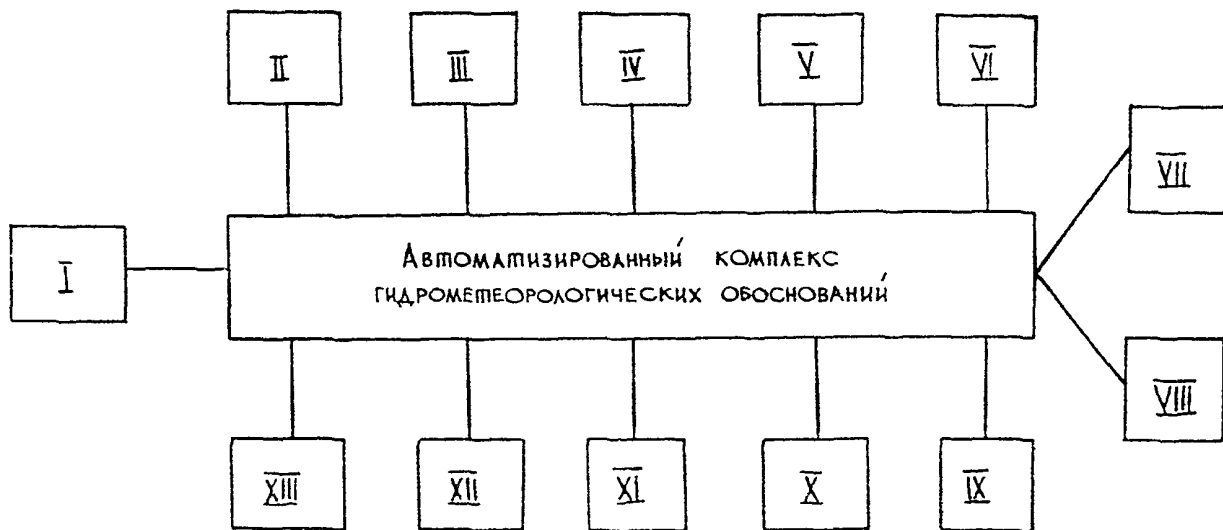 II
III
IV
V
VI
VII
I
Автоматизированный комплекс
гидрометеорологических обоснований
VIII
XIII
XII
XI
X
IX